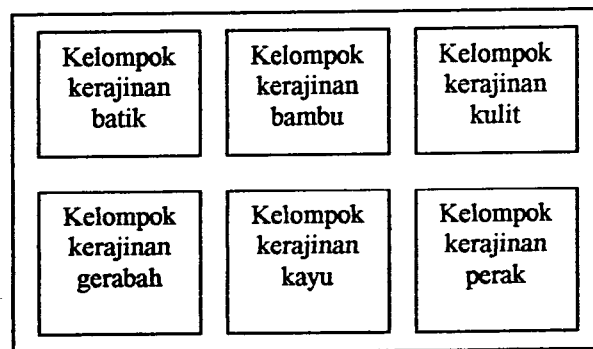 Kelompok
kerajinan
batik
Kelompok
kerajinan
bambu
Kelompok
kerajinan
kulit
Kelompok
kerajinan
gerabah
Kelompok
kerajinan
kayu
Kelompok
kerajinan
perak